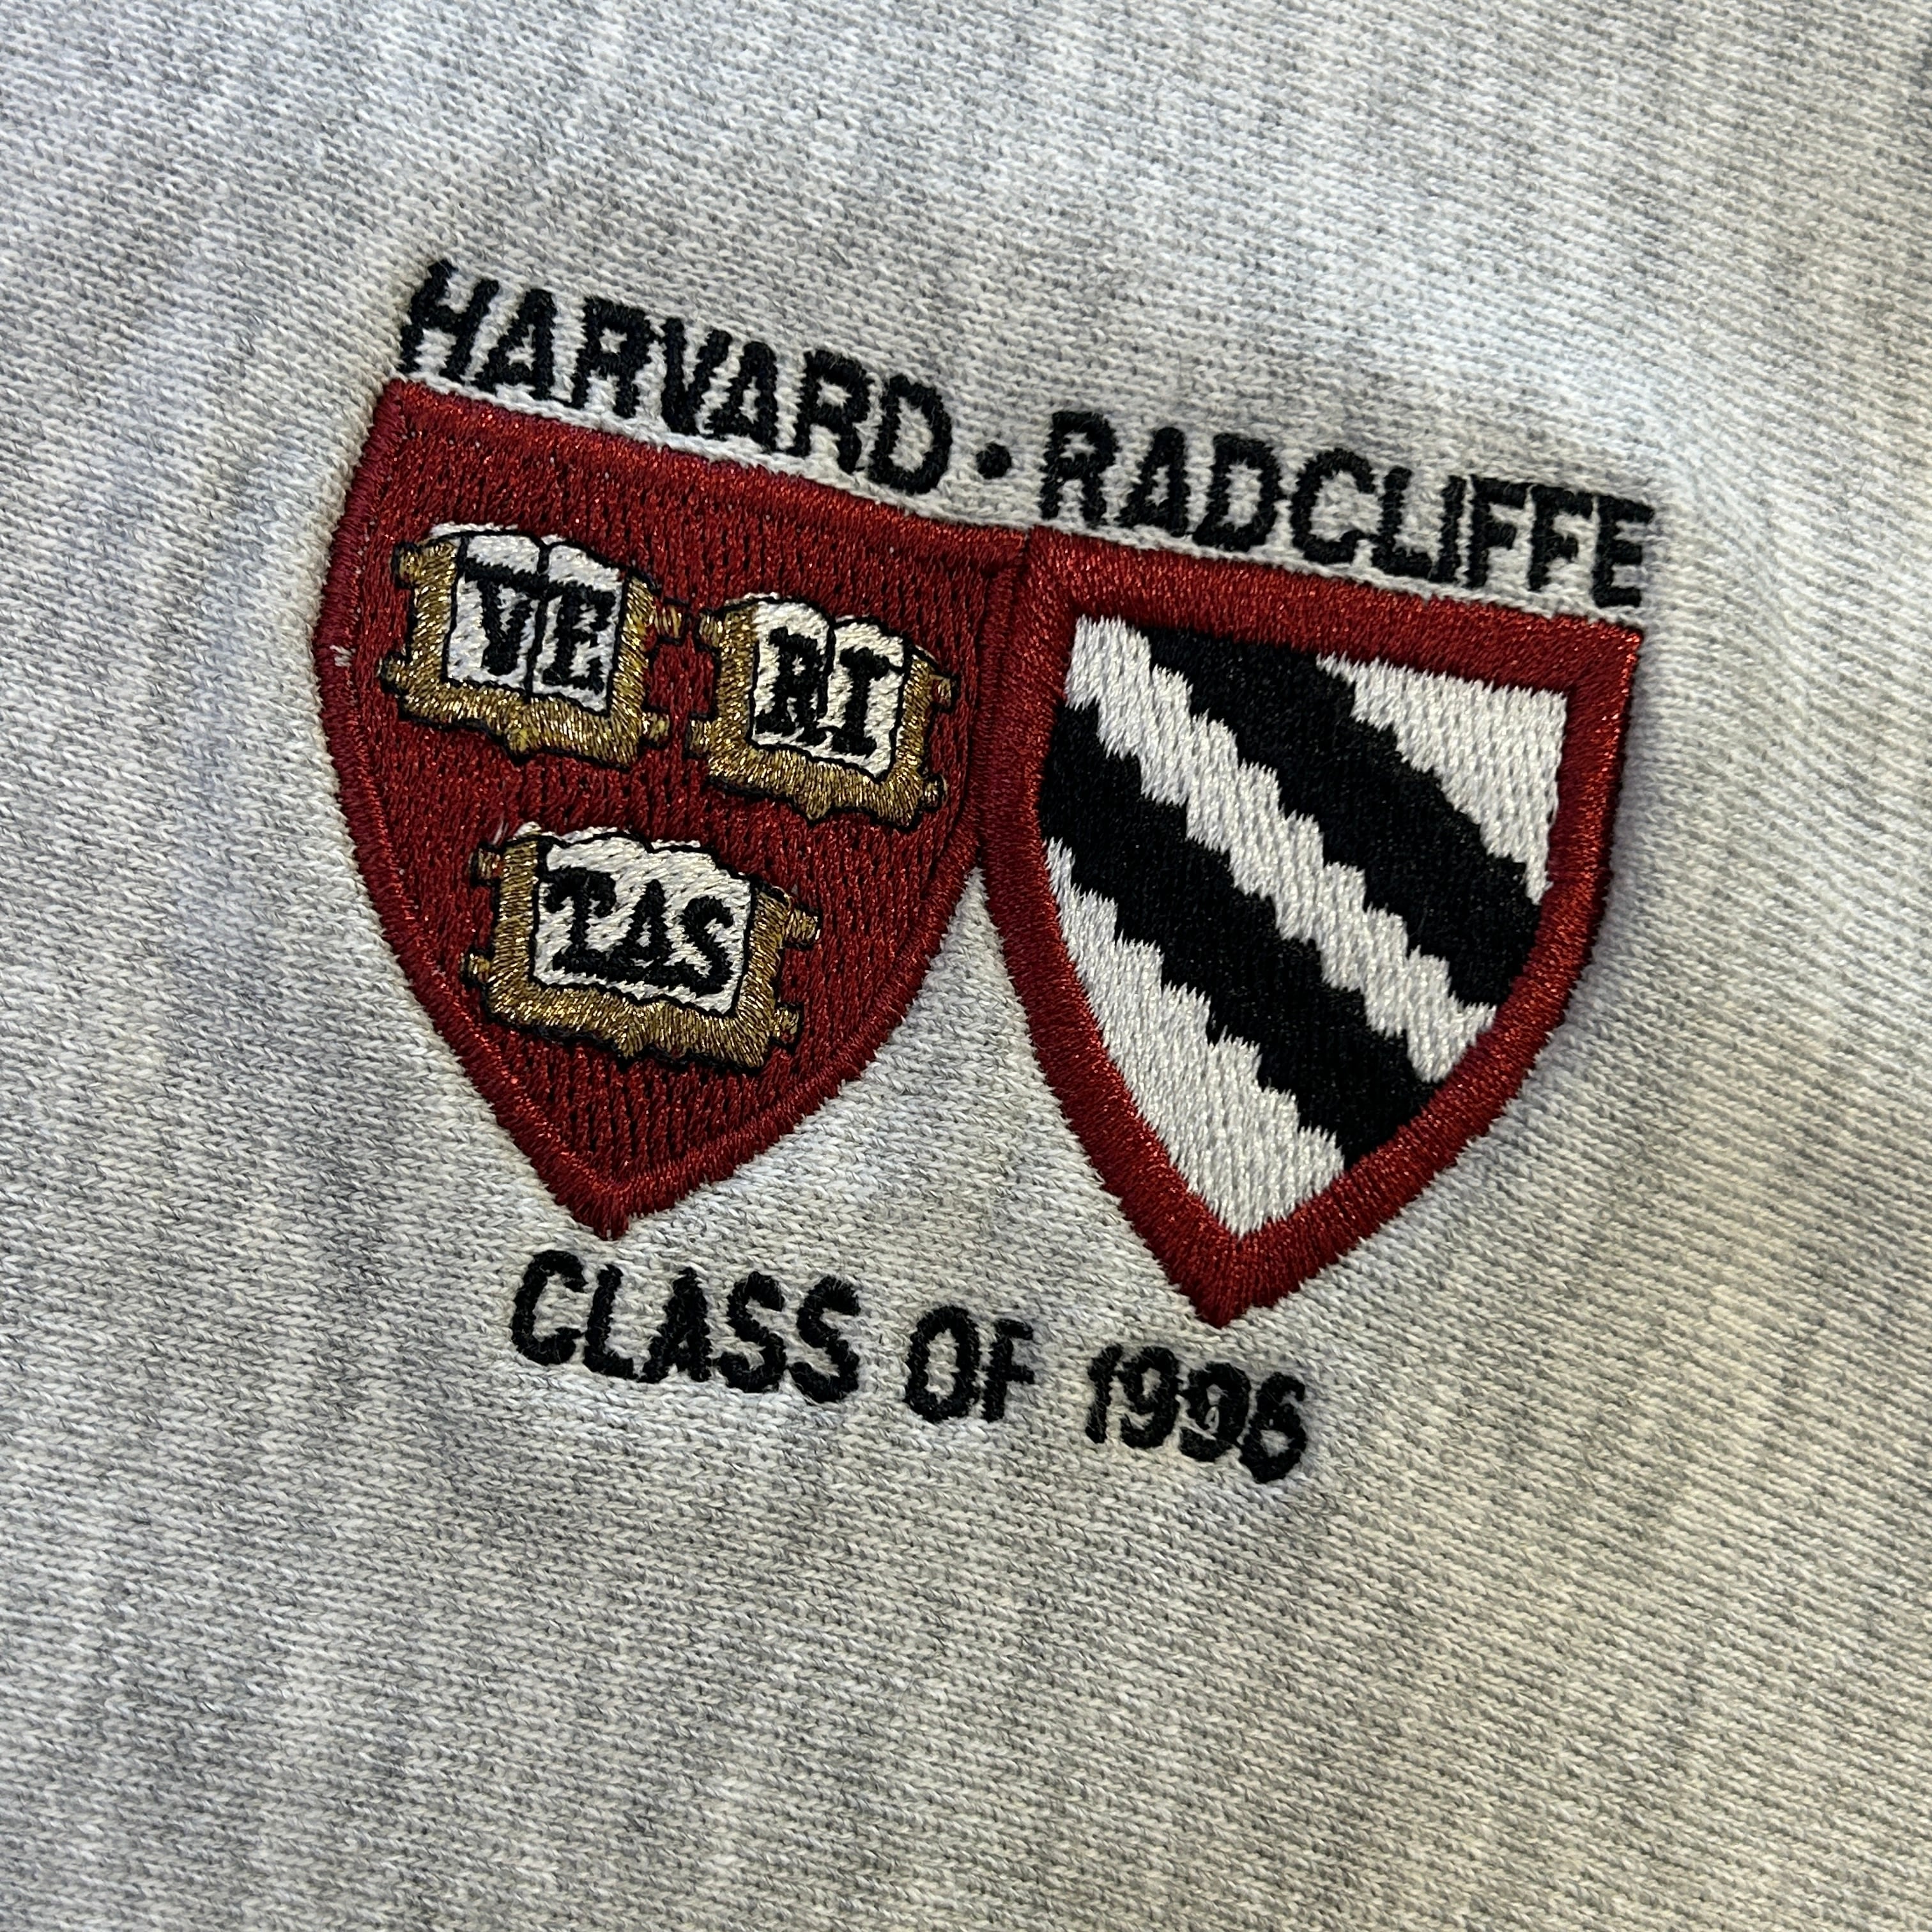 HARVARD • RADCLIFFE
VE RI
TAS
CLASS OF 1996